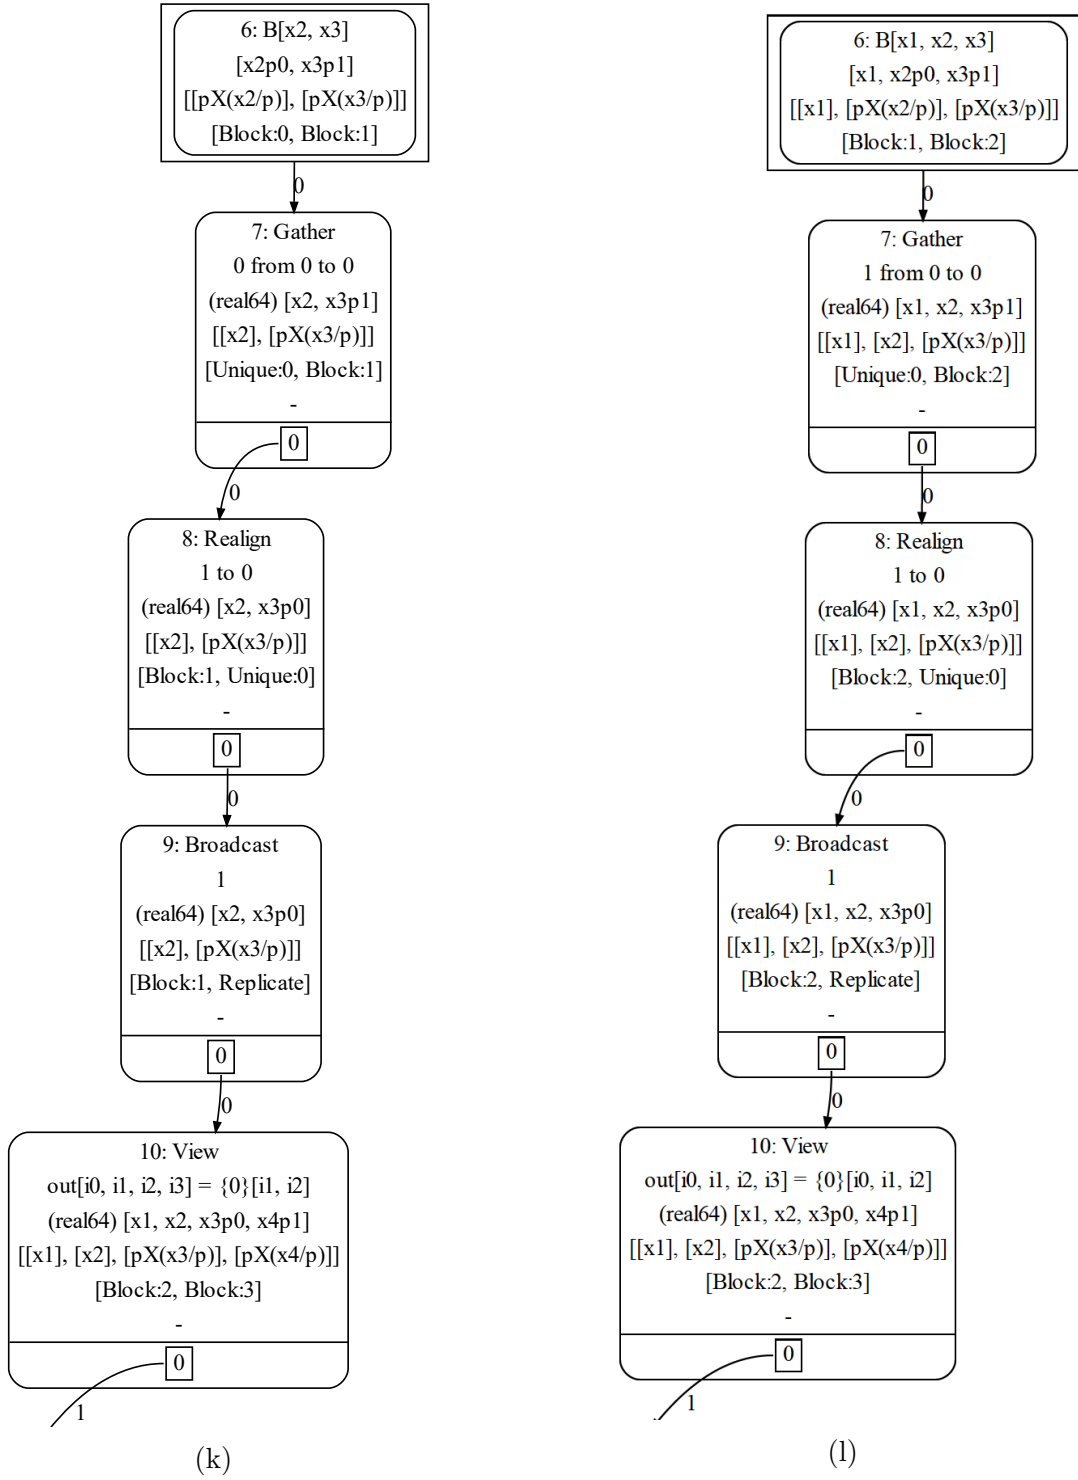 6: B[x2, x3]
[x2p0, x3p1]
[[pX(x2/p)], [pX(x3/p)]]
[Block:0, Block:1]
0
7: Gather
0 from 0 to 0
(real64) [x2, x3p1]
[[x2], [pX(x3/p)]]
[Unique:0, Block:1]
-
0
0
8: Realign
1 to 0
(real64) [x2, x3p0]
[[x2], [pX(x3/p)]]
[Block:1, Unique:0]
-
0
0
9: Broadcast
1
(real64) [x2, x3p0]
[[x2], [pX(x3/p)]]
[Block:1, Replicate]
-
0
0
10: View
out[i0, i1, i2, i3] = {0}[i1, i2]
(real64) [x1, x2, x3p0, x4p1]
[[x1], [x2], [pX(x3/p)], [pX(x4/p)]]
[Block:2, Block:3]
-
0
1
(k)
6: B[x1, x2, x3]
[x1, x2p0, x3p1]
[[x1], [pX(x2/p)], [pX(x3/p)]]
[Block:1, Block:2]
0
7: Gather
1 from 0 to 0
(real64) [x1, x2, x3p1]
[[x1], [x2], [pX(x3/p)]]
[Unique:0, Block:2]
-
0
0
8: Realign
1 to 0
(real64) [x1, x2, x3p0]
[[x1], [x2], [pX(x3/p)]]
[Block:2, Unique:0]
-
0
0
9: Broadcast
1
(real64) [x1, x2, x3p0]
[[x1], [x2], [pX(x3/p)]]
[Block:2, Replicate]
-
0
0
10: View
out[i0, i1, i2, i3] = {0}[i0, i1, i2]
(real64) [x1, x2, x3p0, x4p1]
[[x1], [x2], [pX(x3/p)], [pX(x4/p)]]
[Block:2, Block:3]
-
0
1
(l)